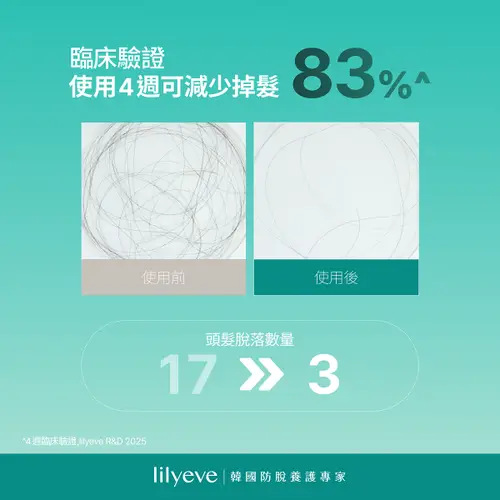 臨床驗證
使用4週可減少掉髮 83%^
使用前
使用後
頭髮脫落數量
17 » 3
^4 週臨床驗證,lilyeve R&D 2025
lilyeve | 韓國防脫養護專家